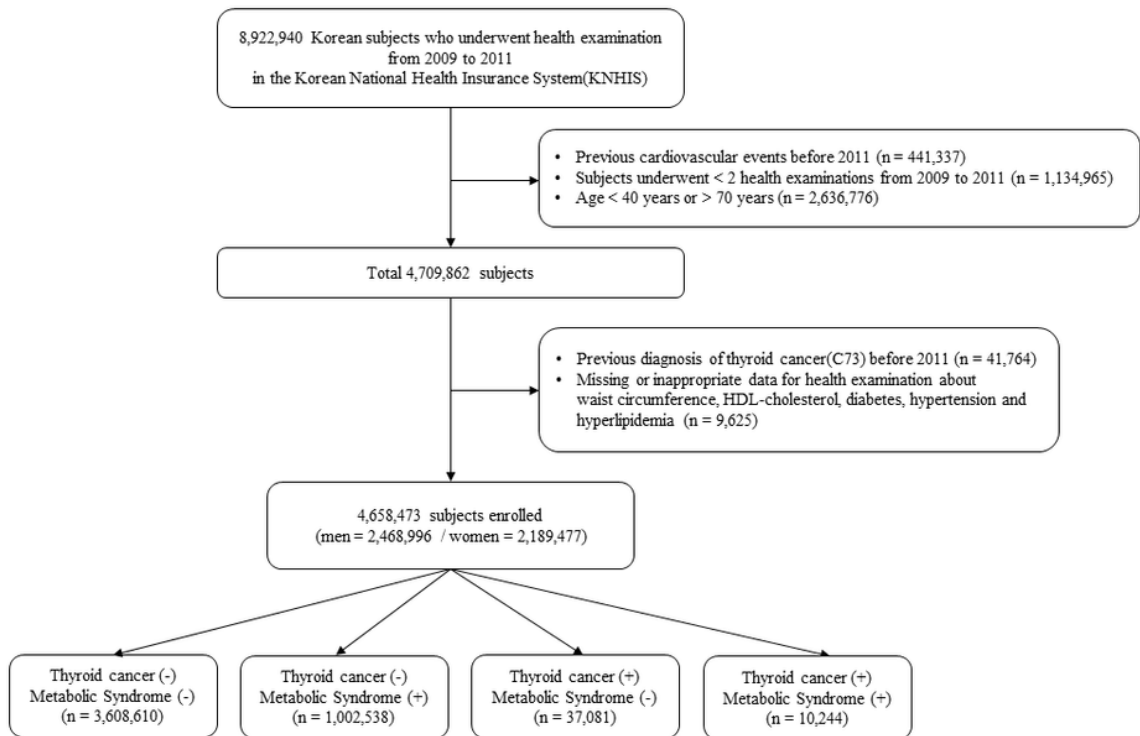 8,922,940 Korean subjects who underwent health examination
from 2009 to 2011
in the Korean National Health Insurance System(KNHIS)
• Previous cardiovascular events before 2011 (n = 441,337)
• Subjects underwent < 2 health examinations from 2009 to 2011 (n = 1,134,965)
• Age < 40 years or > 70 years (n = 2,636,776)
Total 4,709,862 subjects
• Previous diagnosis of thyroid cancer(C73) before 2011 (n = 41,764)
• Missing or inappropriate data for health examination about
waist circumference, HDL-cholesterol, diabetes, hypertension and
hyperlipidemia (n = 9,625)
4,658,473 subjects enrolled
(men = 2,468,996 / women = 2,189,477)
Thyroid cancer (-)
Metabolic Syndrome (-)
(n = 3,608,610)
Thyroid cancer (-)
Metabolic Syndrome (+)
(n = 1,002,538)
Thyroid cancer (+)
Metabolic Syndrome (-)
(n = 37,081)
Thyroid cancer (+)
Metabolic Syndrome (+)
(n = 10,244)